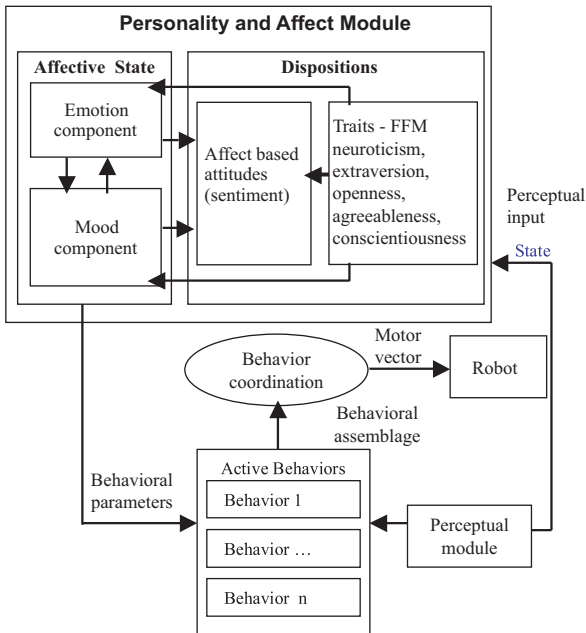 Personality and Affect Module
Affective State
Emotion
component
Mood
component
Dispositions
Affect based
attitudes
(sentiment)
Traits - FFM
neuroticism,
extraversion,
openness,
agreeableness,
conscientiousness
Perceptual
input
State
Behavior
coordination
Motor
vector
Robot
Behavioral
assemblage
Behavioral
parameters
Active Behaviors
Behavior 1
Behavior ...
Behavior n
Perceptual
module